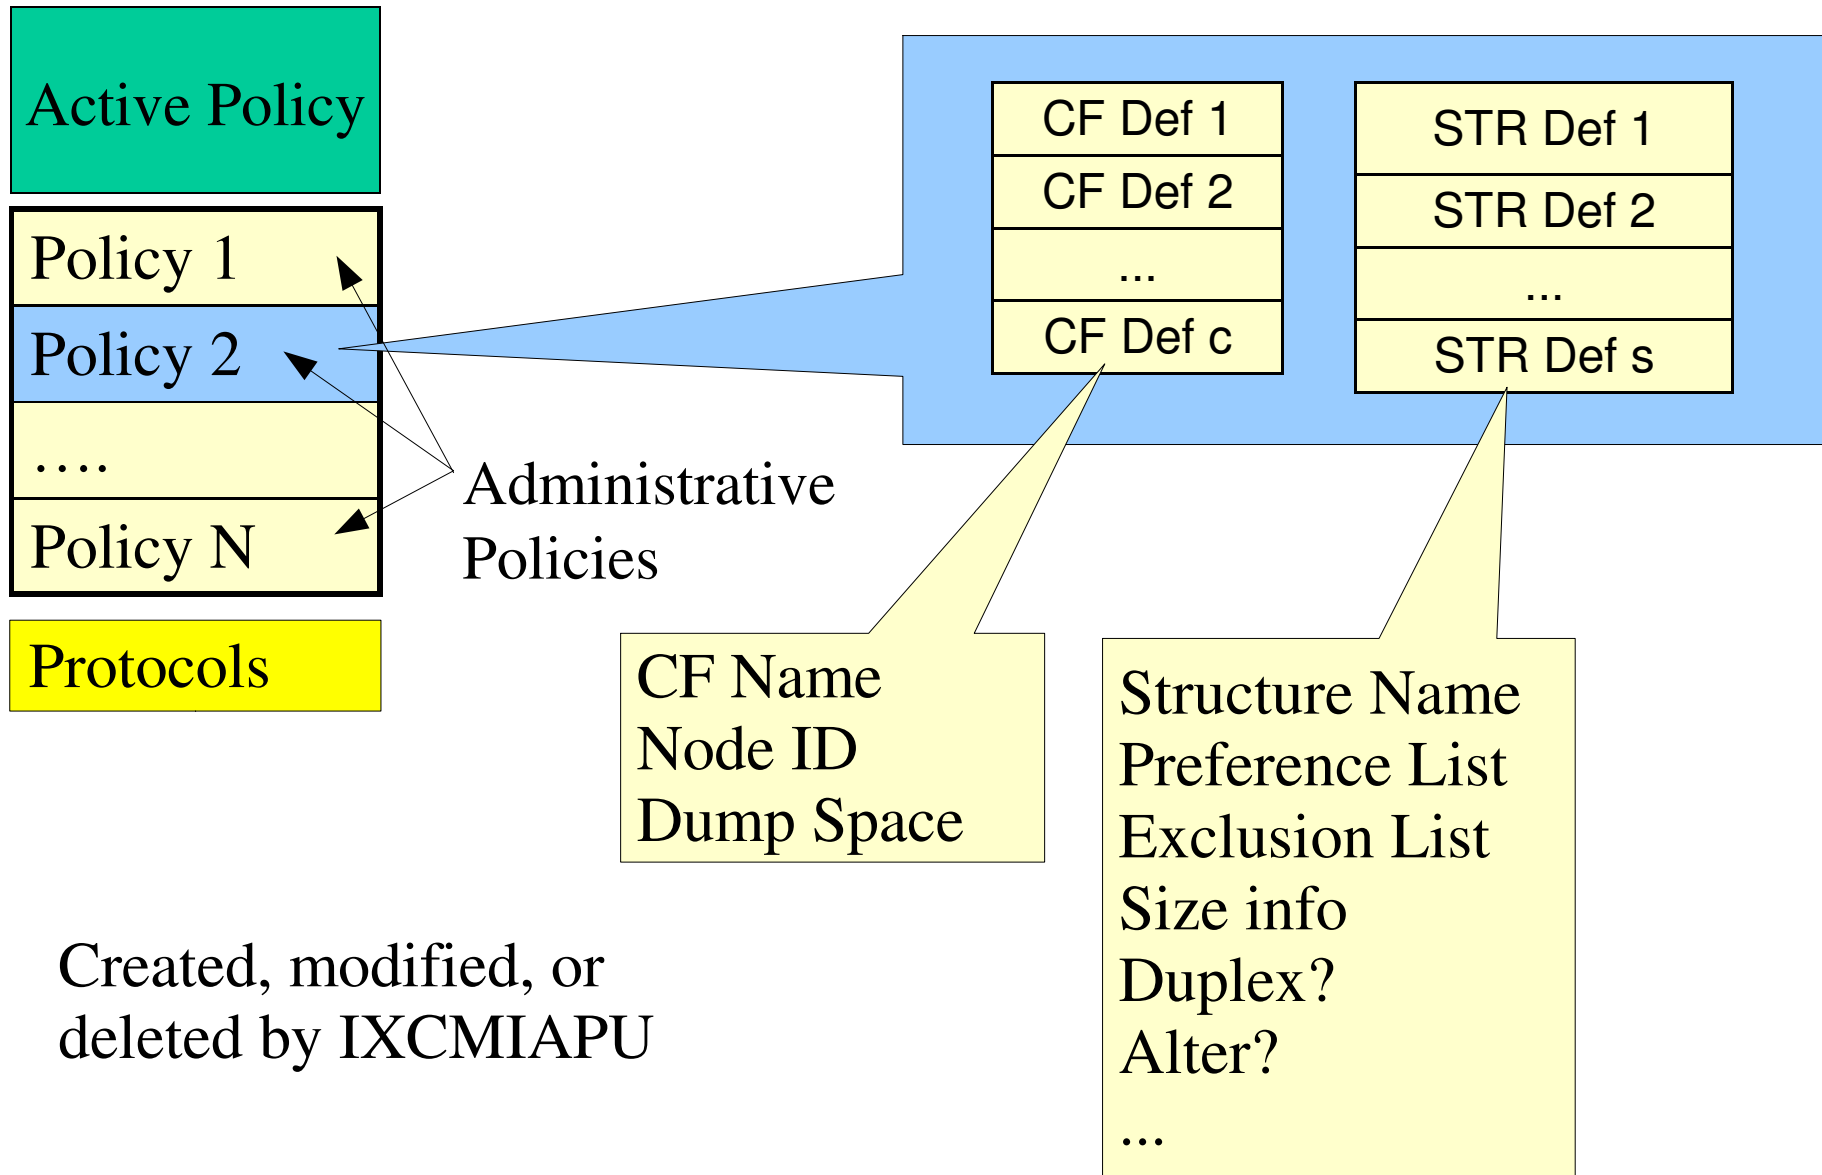 Active Policy
Policy 1
Policy 2
….
Policy N
Protocols
Administrative
Policies
CF Def 1
CF Def 2
...
CF Def c
STR Def 1
STR Def 2
...
STR Def s
CF Name
Node ID
Dump Space
Structure Name
Preference List
Exclusion List
Size info
Duplex?
Alter?
...
Created, modified, or
deleted by IXCMIAPU